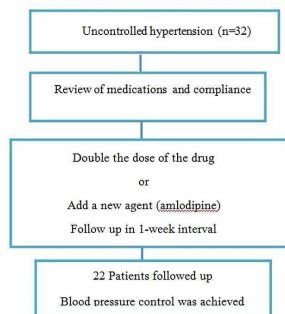 Uncontrolled hypertension (n=32)
Review of medications and compliance
Double the dose of the drug
or
Add a new agent (amlodipine)
Follow up in 1-week interval
22 Patients followed up
Blood pressure control was achieved